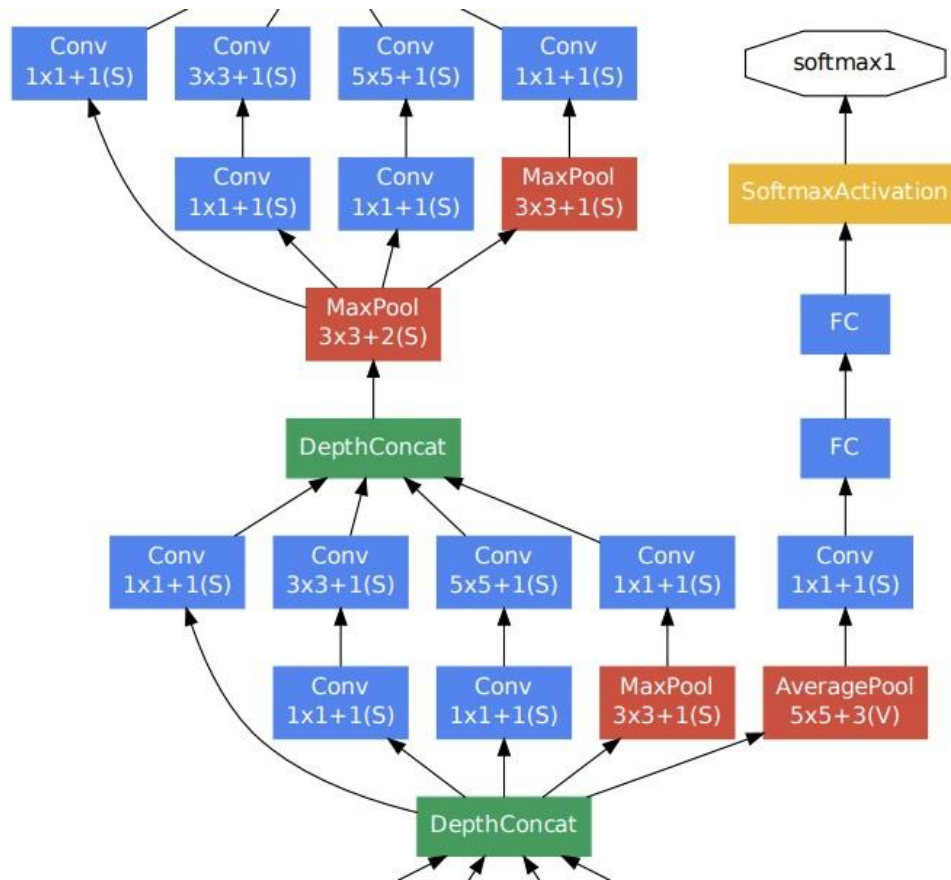 Conv
1x1+1(S)
Conv
3x3+1(S)
Conv
5x5+1(S)
Conv
1x1+1(S)
softmax1
Conv
1x1+1(S)
Conv
1x1+1(S)
MaxPool
3x3+1(S)
SoftmaxActivation
MaxPool
3x3+2(S)
FC
DepthConcat
FC
Conv
1x1+1(S)
Conv
3x3+1(S)
Conv
5x5+1(S)
Conv
1x1+1(S)
Conv
1x1+1(S)
Conv
1x1+1(S)
Conv
1x1+1(S)
MaxPool
3x3+1(S)
AveragePool
5x5+3(V)
DepthConcat